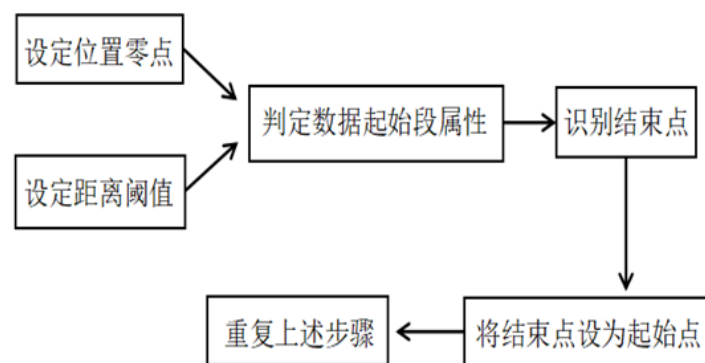 设定位置零点
设定距离阈值
判定数据起始段属性
识别结束点
将结束点设为起始点
重复上述步骤